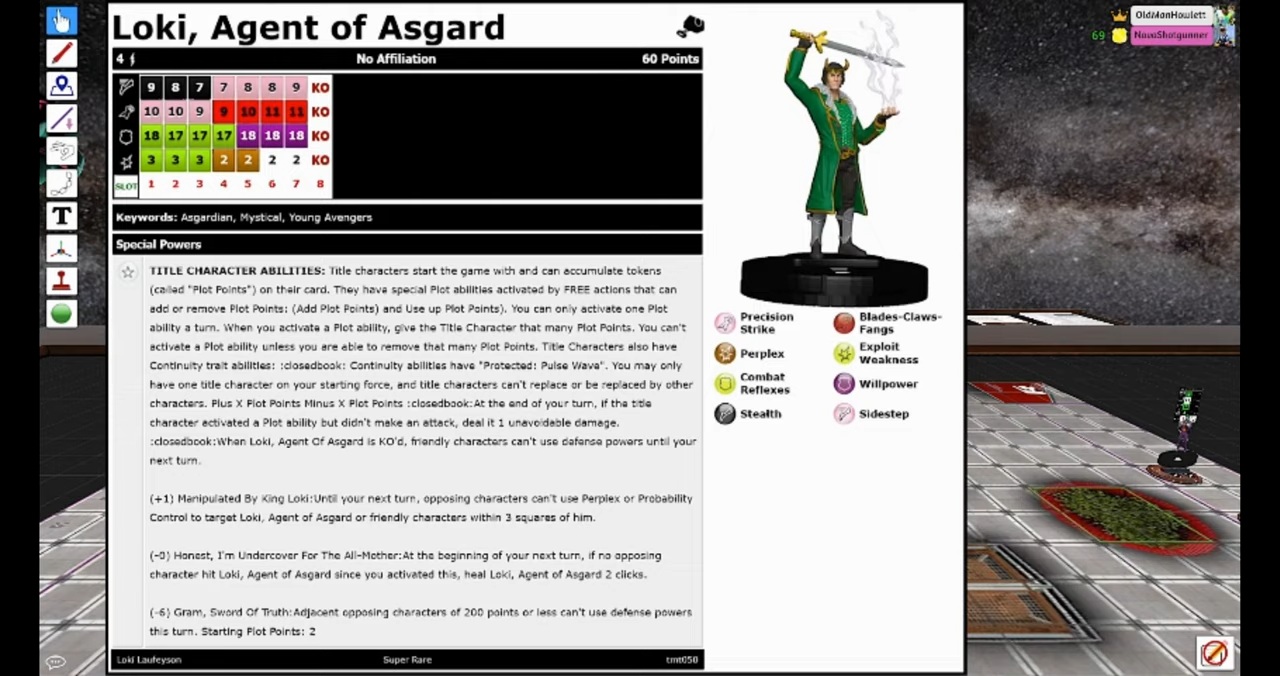 Loki, Agent of Asgard
4 No Affiliation 60 Points
9 8 7 7 8 8 9 KO
10 10 9 9 10 11 11 KO
18 17 17 17 18 18 18 KO
3 3 3 2 2 2 2 KO
SLOT 1 2 3 4 5 6 7 8
Keywords: Asgardian, Mystical, Young Avengers
Special Powers
TITLE CHARACTER ABILITIES: Title characters start the game with and can accumulate tokens
(called "Plot Points") on their card. They have special Plot abilities activated by FREE actions that can
add or remove Plot Points: (Add Plot Points) and Use up Plot Points). You can only activate one Plot
ability a turn. When you activate a Plot ability, give the Title Character that many Plot Points. You can't
activate a Plot ability unless you are able to remove that many Plot Points. Title Characters also have
Continuity trait abilities: :closedbook: Continuity abilities have "Protected: Pulse Wave". You may only
have one title character on your starting force, and title characters can't replace or be replaced by other
characters. Plus X Plot Points Minus X Plot Points :closedbook:At the end of your turn, if the title
character activated a Plot ability but didn't make an attack, deal it 1 unavoidable damage.
:closedbook:When Loki, Agent Of Asgard is KO'd, friendly characters can't use defense powers until your
next turn.
(+1) Manipulated By King Loki:Until your next turn, opposing characters can't use Perplex or Probability
Control to target Loki, Agent of Asgard or friendly characters within 3 squares of him.
(-0) Honest, I'm Undercover For The All-Mother:At the beginning of your next turn, if no opposing
character hit Loki, Agent of Asgard since you activated this, heal Loki, Agent of Asgard 2 clicks.
(-6) Gram, Sword Of Truth:Adjacent opposing characters of 200 points or less can't use defense powers
this turn. Starting Plot Points: 2
Loki Laufeyson Super Rare tmt050
Precision
Strike
Blades-Claws-
Fangs
Perplex
Exploit
Weakness
Combat
Reflexes
Willpower
Stealth
Sidestep
OldManHowlett
69 NovaShotgunner
T